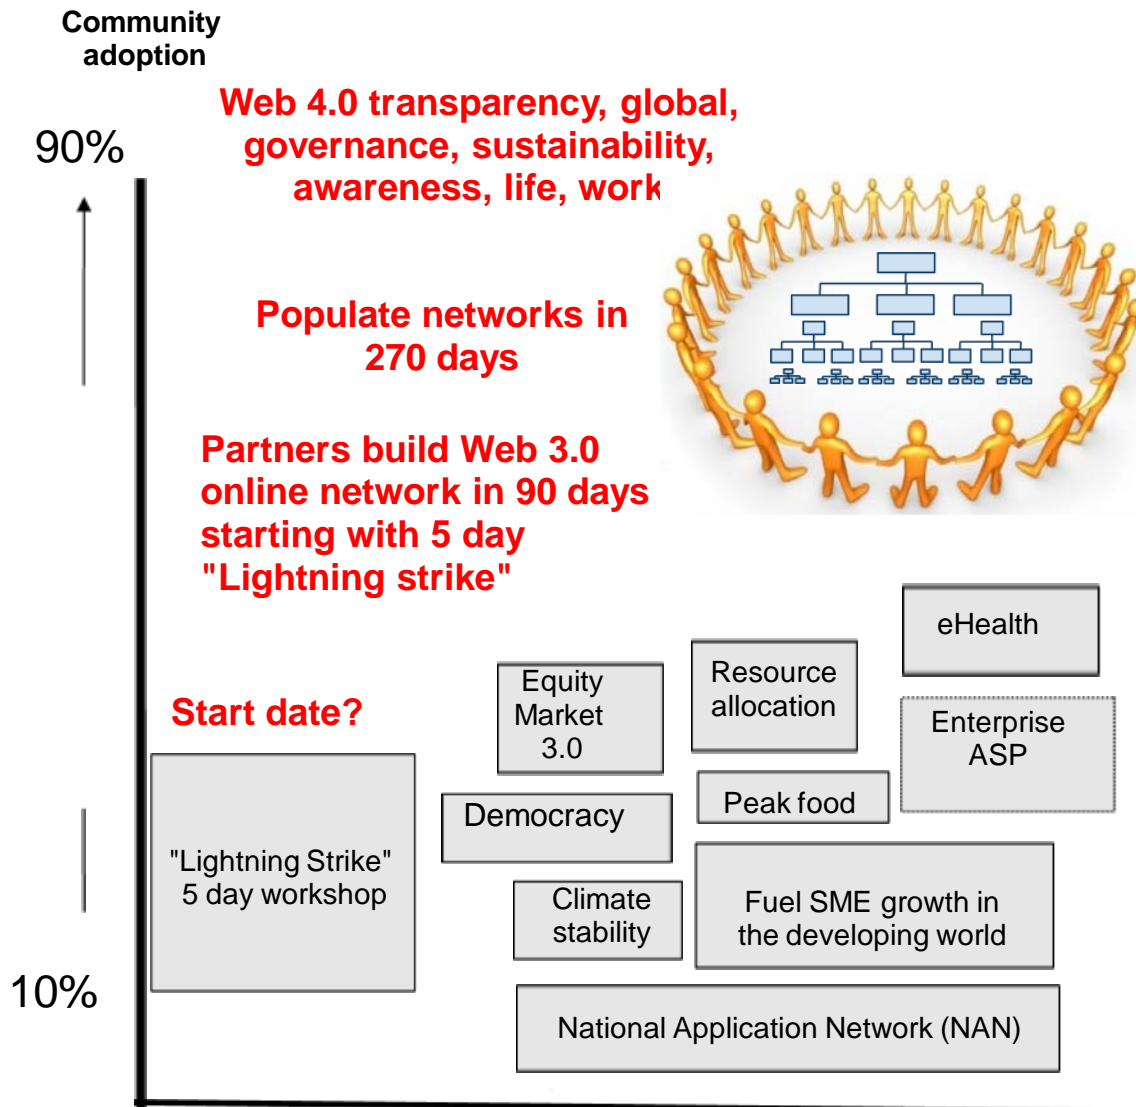 Community
adoption
Web 4.0 transparency, global,
governance, sustainability,
awareness, life, work
90%
Populate networks in
270 days
Partners build Web 3.0
online network in 90 days
starting with 5 day
"Lightning strike"
eHealth
Resource
allocation
Equity
Market
3.0
Start date?
Enterprise
ASP
Peak food
Democracy
"Lightning Strike"
5 day workshop
Climate
stability
Fuel SME growth in
the developing world
10%
National Application Network (NAN)